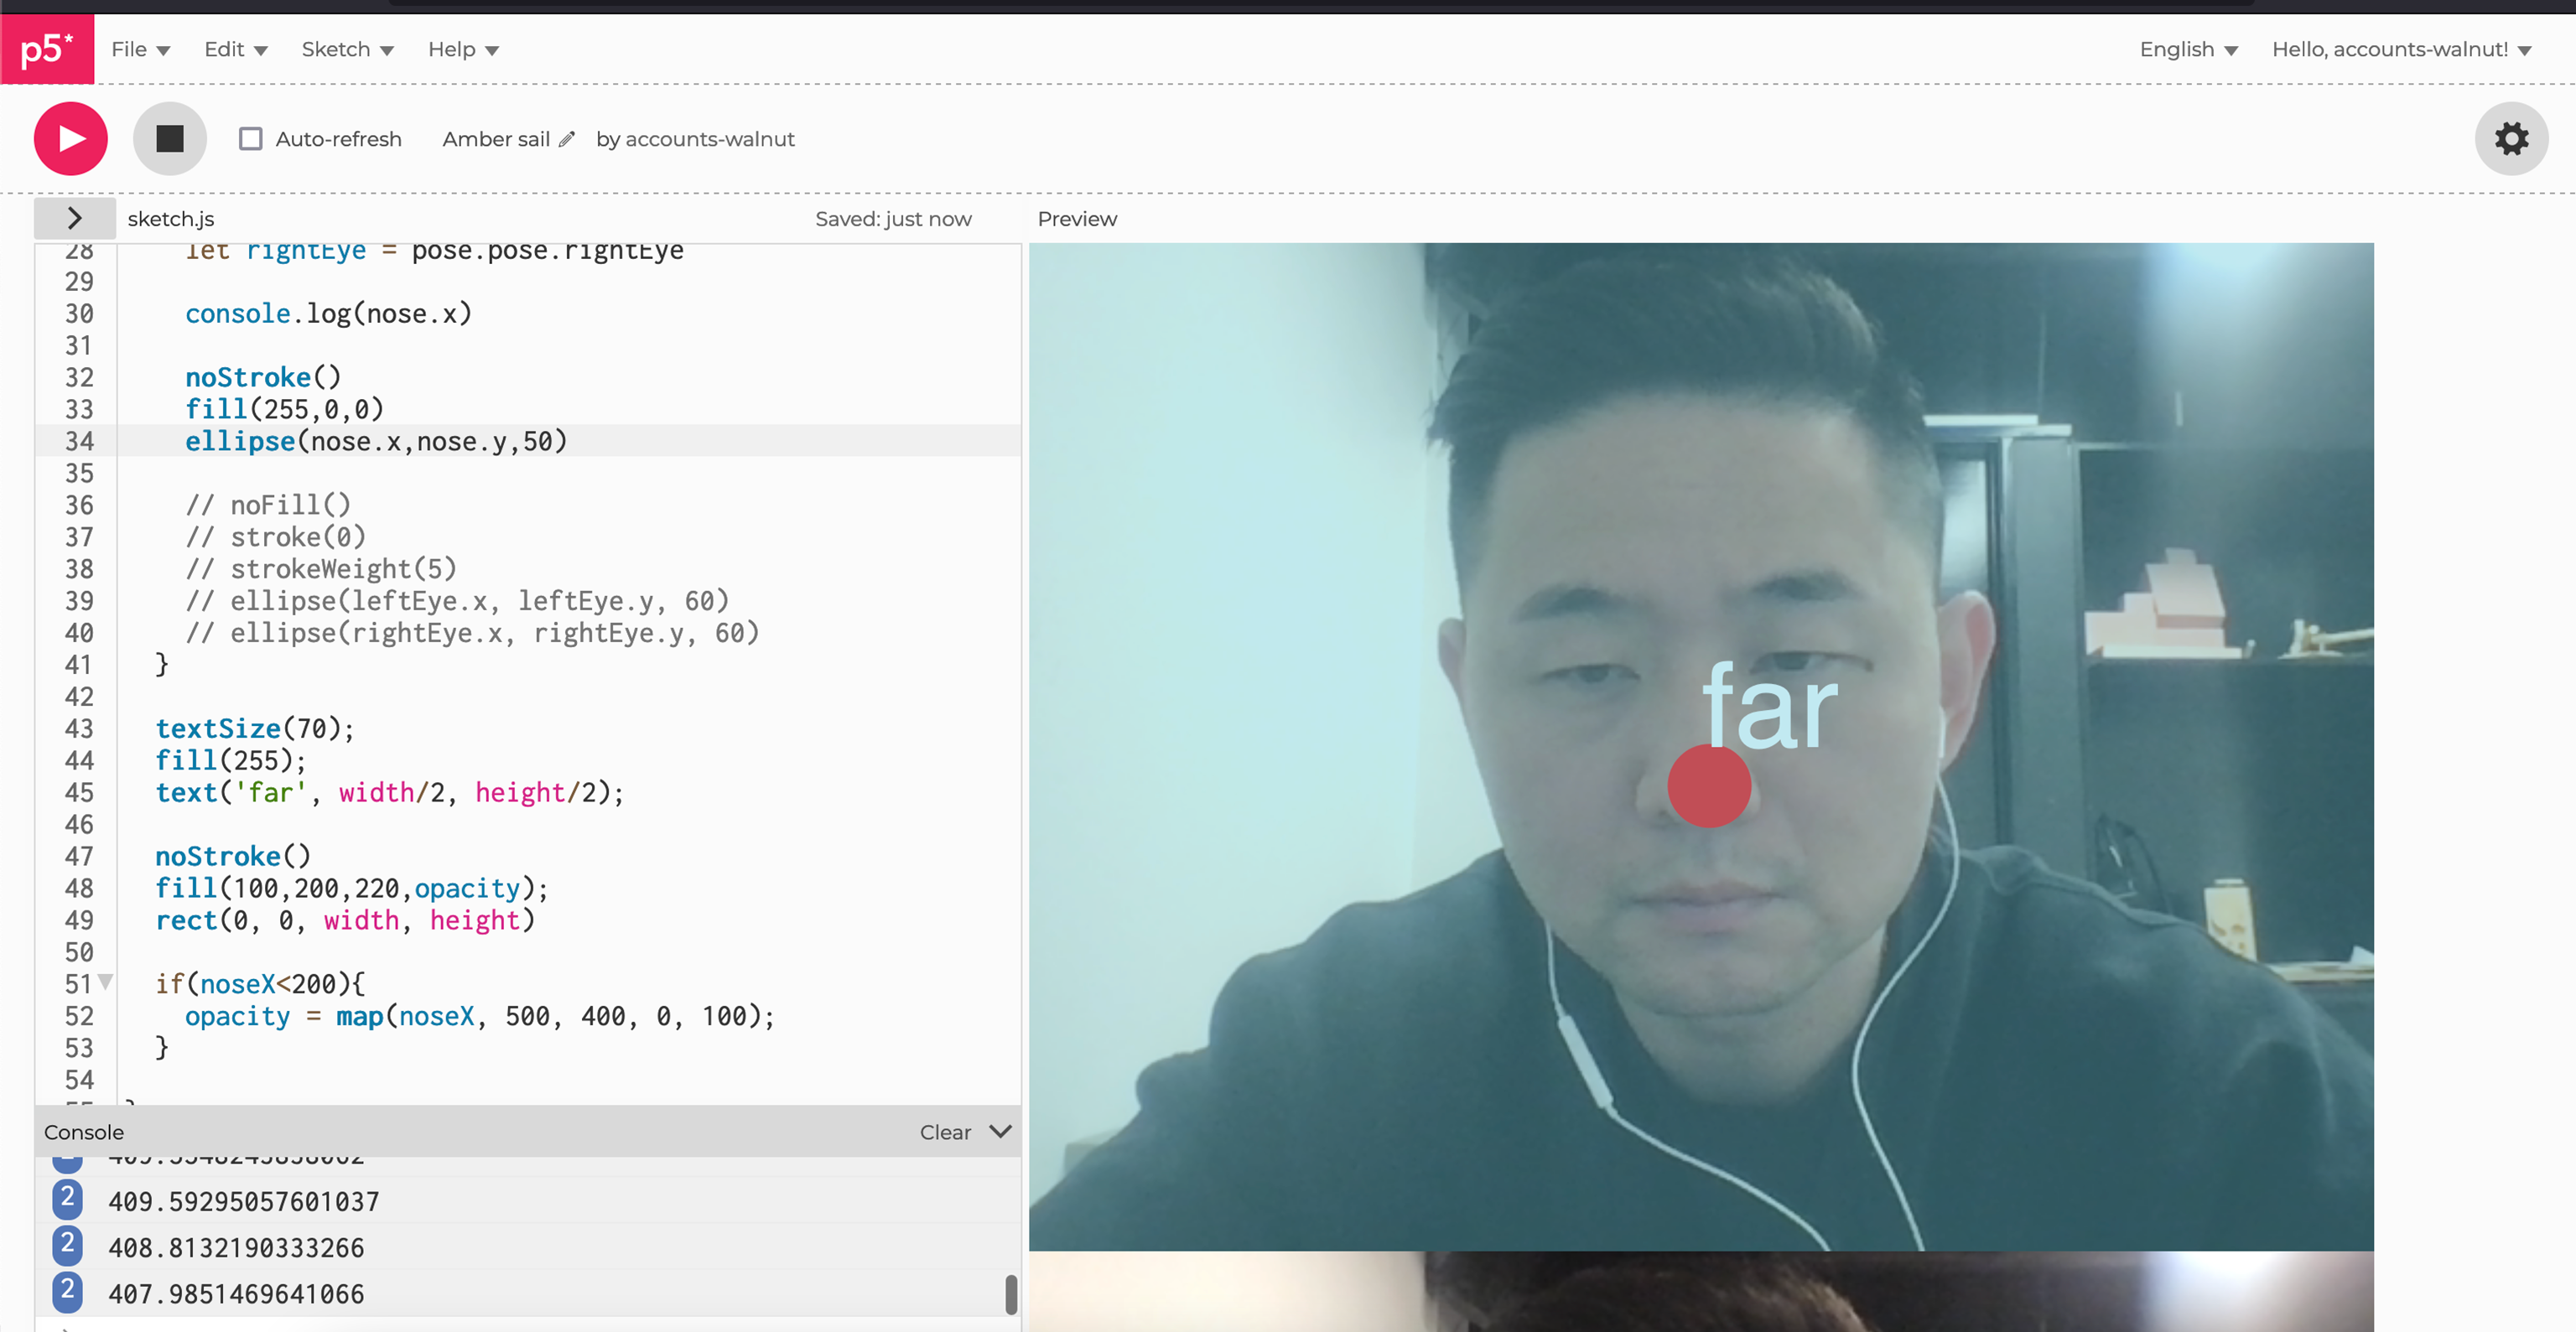 p5*
File Edit Sketch Help English Hello, accounts-walnut!
Auto-refresh Amber sail by accounts-walnut
sketch.js Saved: just now Preview
28 let rightEye = pose.pose.rightEye
29
30 console.log(nose.x)
31
32 noStroke()
33 fill(255,0,0)
34 ellipse(nose.x,nose.y,50)
35
36 // noFill()
37 // stroke(0)
38 // strokeWeight(5)
39 // ellipse(leftEye.x, leftEye.y, 60)
40 // ellipse(rightEye.x, rightEye.y, 60)
41 }
42
43 textSize(70);
44 fill(255);
45 text('far', width/2, height/2);
46
47 noStroke()
48 fill(100,200,220,opacity);
49 rect(0, 0, width, height)
50
51 if(noseX<200){
52 opacity = map(noseX, 500, 400, 0, 100);
53 }
54
Console Clear
2 409.59295057601037
2 408.8132190333266
2 407.9851469641066
far